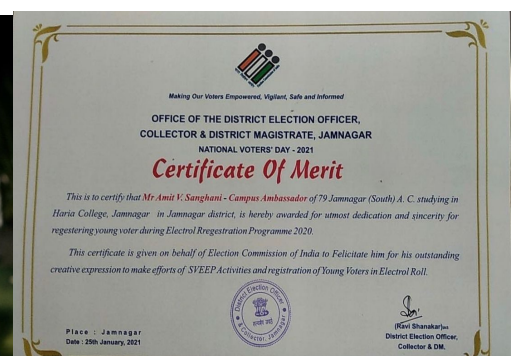 Making Our Voters Empowered, Vigilant, Safe and Informed
OFFICE OF THE DISTRICT ELECTION OFFICER,
COLLECTOR & DISTRICT MAGISTRATE, JAMNAGAR
NATIONAL VOTERS' DAY - 2021
Certificate Of Merit
This is to certify that Mr Amit V. Sanghani - Campus Ambassador of 79 Jamnagar (South) A. C. studying in
Haria College, Jamnagar in Jamnagar district, is hereby awarded for utmost dedication and sincerity for
regestering young voter during Electrol Rregestration Programme 2020.
This certificate is given on behalf of Election Commission of India to Felicitate him for his outstanding
creative expression to make efforts of SVEEP Activities and registration of Young Voters in Electrol Roll.
District Election Officer
& Collector, Jamnagar
सत्यमेव जयते
Place : Jamnagar
Date : 25th January, 2021
(Ravi Shanakar) IAS
District Election Officer,
Collector & DM.